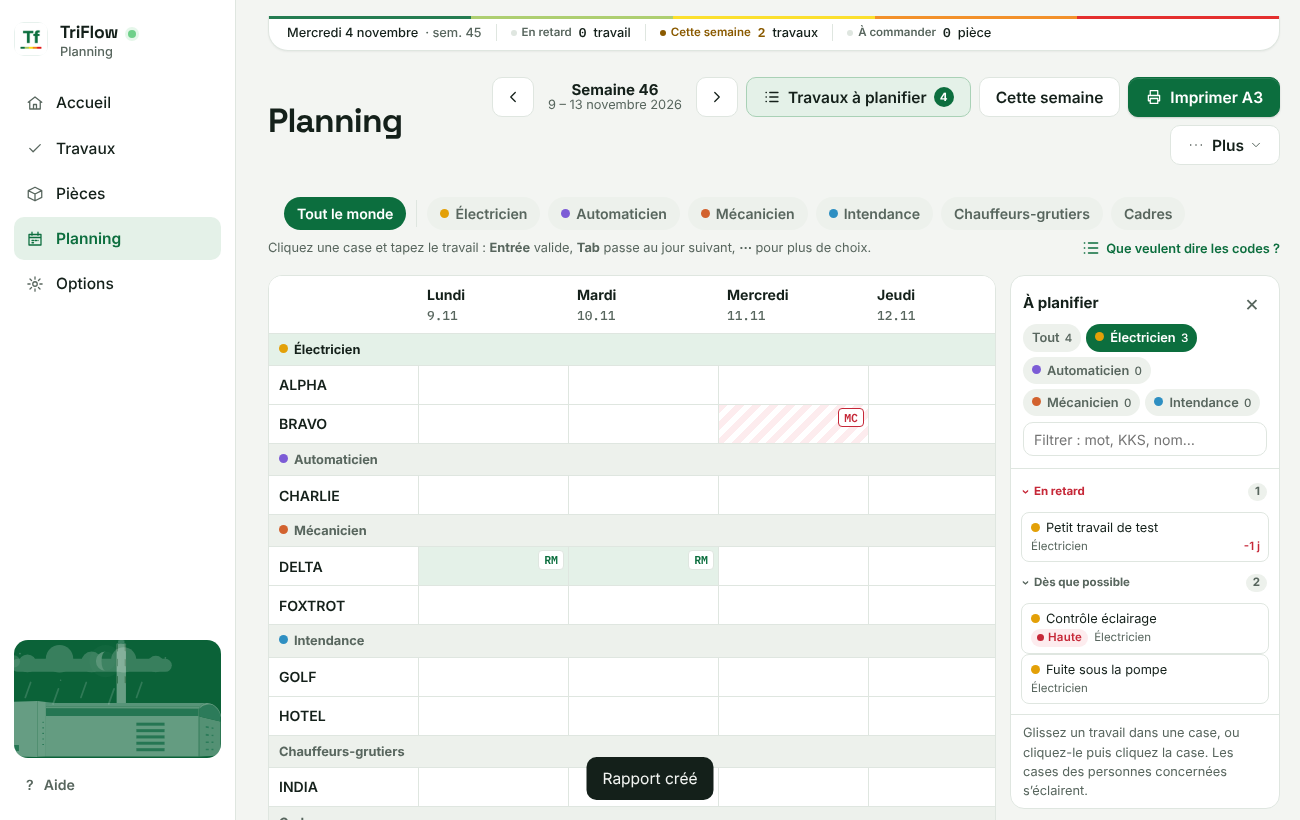 Tf
TriFlow
Planning
Accueil
Travaux
Pièces
Planning
Options
? Aide
Mercredi 4 novembre · sem. 45
En retard 0 travail
Cette semaine 2 travaux
À commander 0 pièce
Planning
Semaine 46
9 – 13 novembre 2026
Travaux à planifier 4
Cette semaine
Imprimer A3
··· Plus
Tout le monde
Électricien
Automaticien
Mécanicien
Intendance
Chauffeurs-grutiers
Cadres
Cliquez une case et tapez le travail : Entrée valide, Tab passe au jour suivant, ··· pour plus de choix.
Que veulent dire les codes ?
Lundi Mardi Mercredi Jeudi
9.11 10.11 11.11 12.11
Électricien
ALPHA
BRAVO MC
Automaticien
CHARLIE
Mécanicien
DELTA RM RM
FOXTROT
Intendance
GOLF
HOTEL
Chauffeurs-grutiers
INDIA
Rapport créé
À planifier
Tout 4 Électricien 3
Automaticien 0
Mécanicien 0 Intendance 0
Filtrer : mot, KKS, nom...
En retard 1
Petit travail de test
Électricien -1 j
Dès que possible 2
Contrôle éclairage
Haute Électricien
Fuite sous la pompe
Électricien
Glissez un travail dans une case, ou
cliquez-le puis cliquez la case. Les
cases des personnes concernées
s’éclairent.